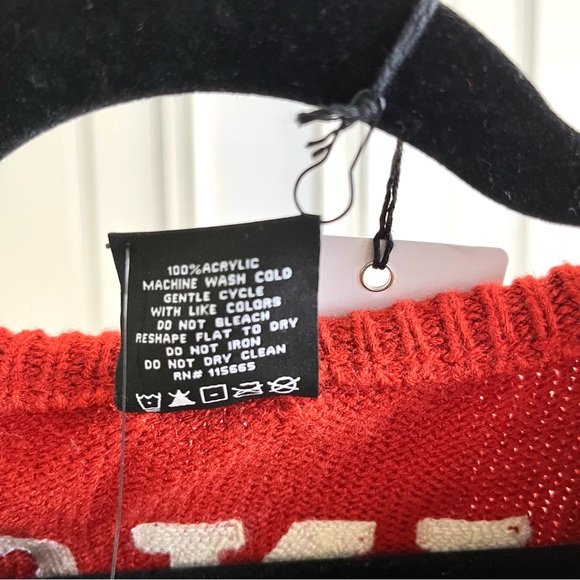 100% ACRYLIC
MACHINE WASH COLD
GENTLE CYCLE
WITH LIKE COLORS
DO NOT BLEACH
RESHAPE FLAT TO DRY
DO NOT IRON
DO NOT DRY CLEAN
RN# 115665